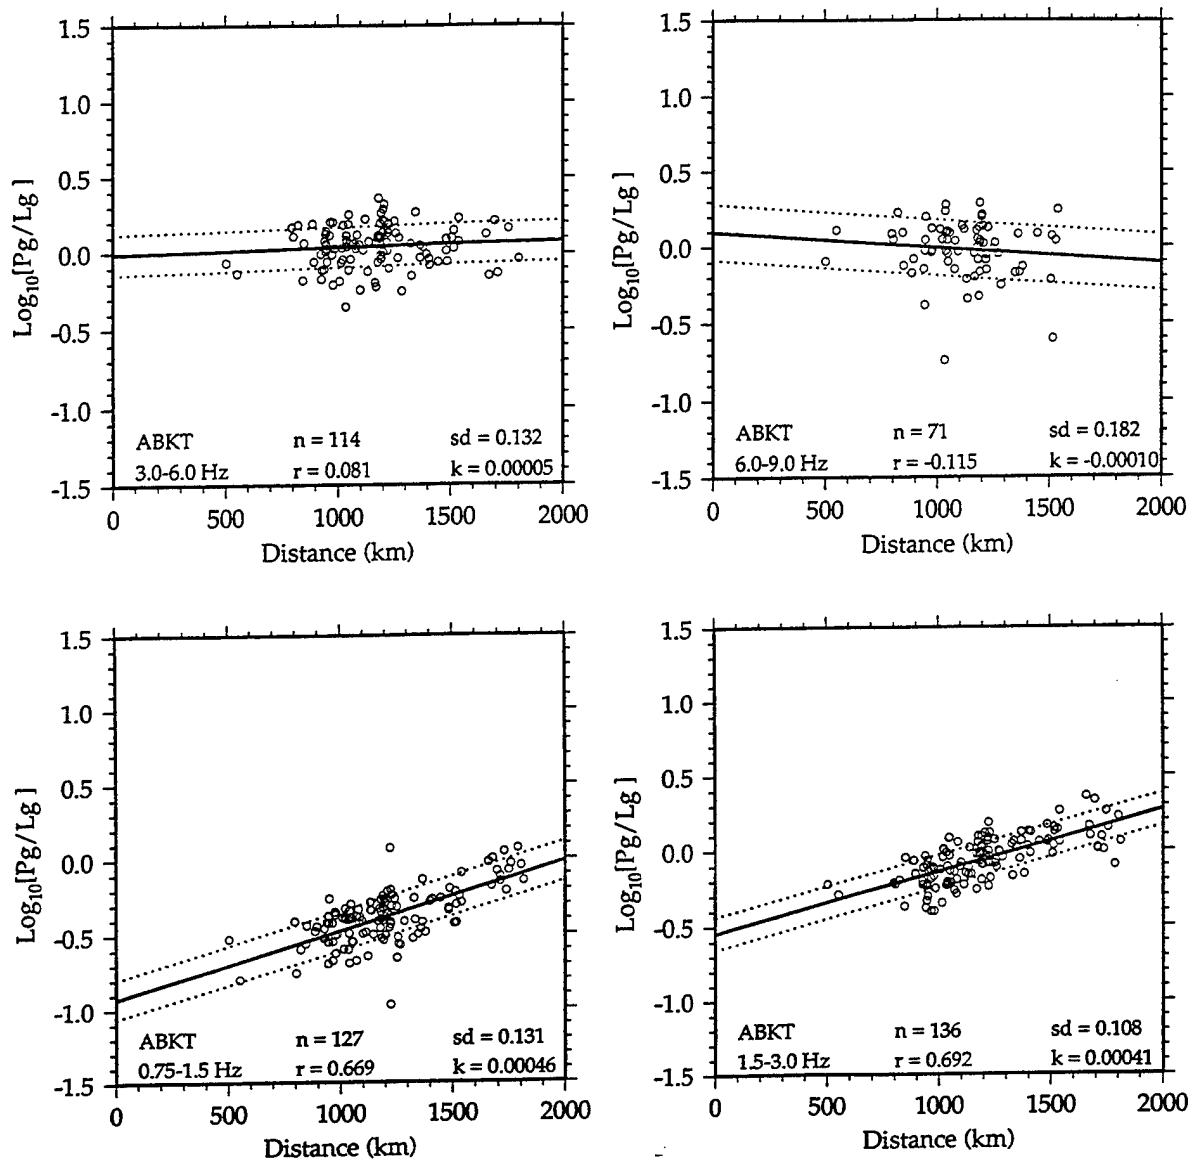 1.5
1.0
0.5
0.0
-0.5
-1.0
-1.5
Log10[Pg/Lg ]
ABKT n = 114 sd = 0.132
3.0-6.0 Hz r = 0.081 k = 0.00005
0 500 1000 1500 2000
Distance (km)
1.5
1.0
0.5
0.0
-0.5
-1.0
-1.5
Log10[Pg/Lg ]
ABKT n = 71 sd = 0.182
6.0-9.0 Hz r = -0.115 k = -0.00010
0 500 1000 1500 2000
Distance (km)
1.5
1.0
0.5
0.0
-0.5
-1.0
-1.5
Log10[Pg/Lg ]
ABKT n = 127 sd = 0.131
0.75-1.5 Hz r = 0.669 k = 0.00046
0 500 1000 1500 2000
Distance (km)
1.5
1.0
0.5
0.0
-0.5
-1.0
-1.5
Log10[Pg/Lg ]
ABKT n = 136 sd = 0.108
1.5-3.0 Hz r = 0.692 k = 0.00041
0 500 1000 1500 2000
Distance (km)